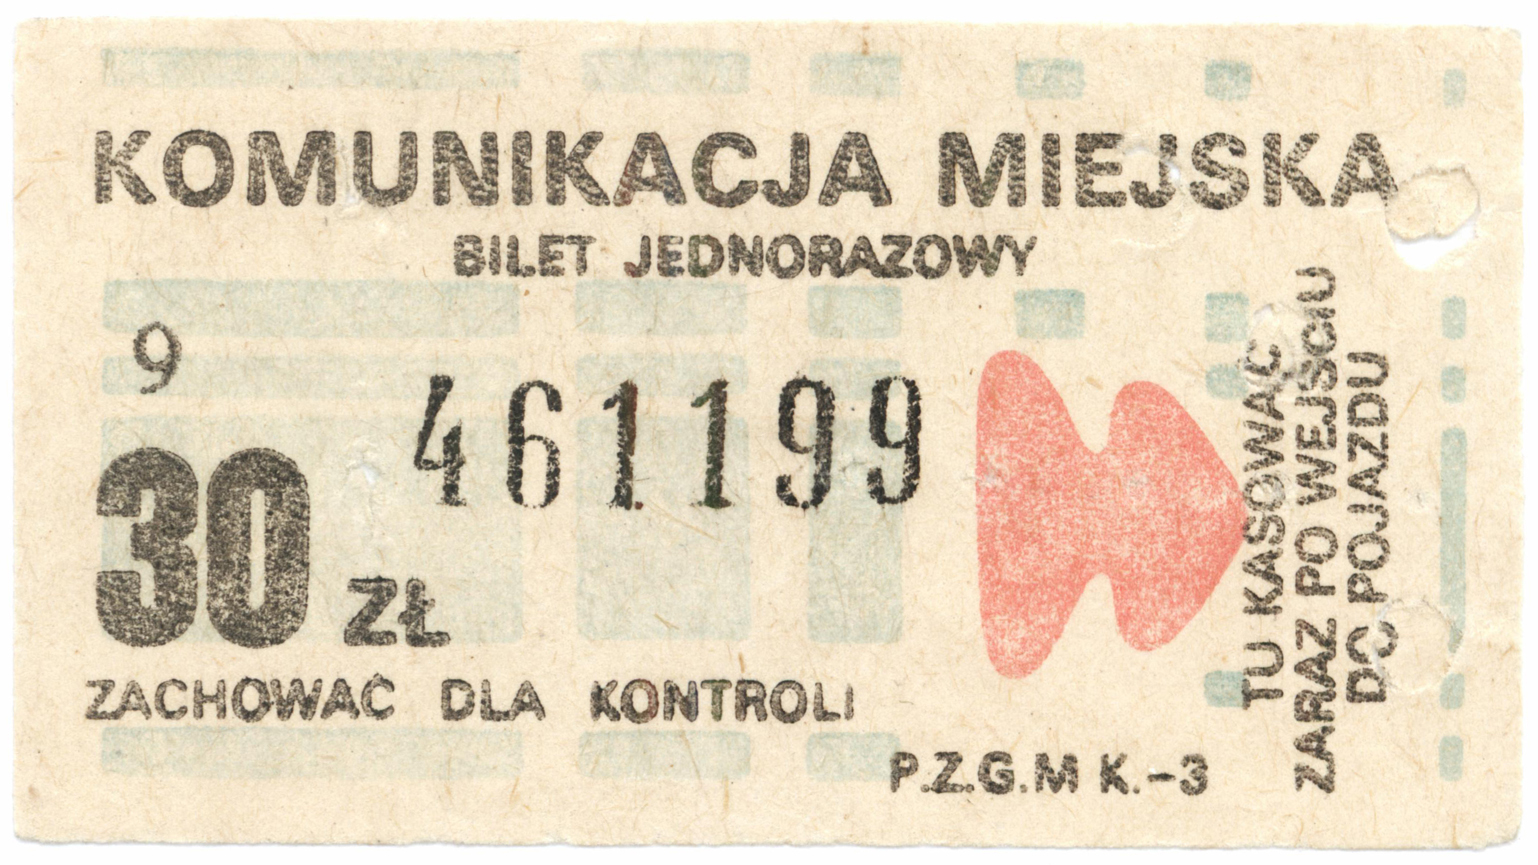 KOMUNIKACJA MIEJSKA
BILET JEDNORAZOWY
9
461199
30 ZŁ
ZACHOWAĆ DLA KONTROLI
P.Z.G.M K.-3
TU KASOWAĆ
ZARAZ PO WEJŚCIU
DO POJAZDU